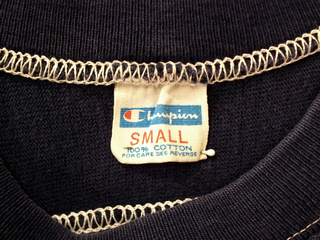 Champion
SMALL
100% COTTON
FOR CARE SEE REVERSE